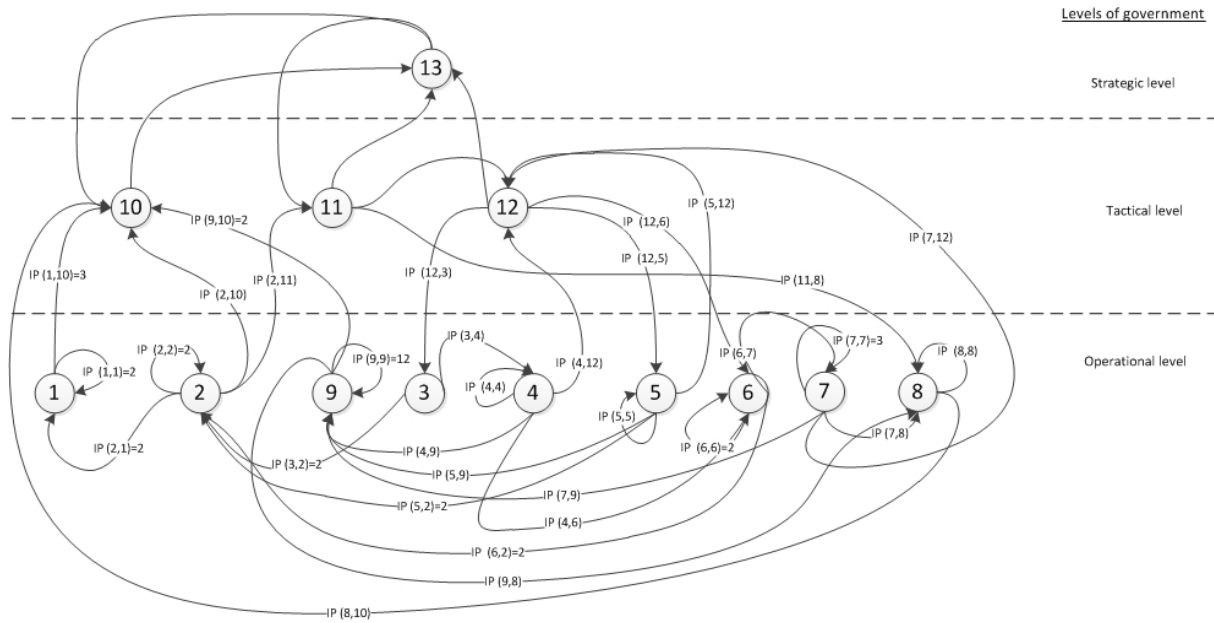 Levels of government
13
Strategic level
10
11
12
Tactical level
IP (9,10)=2
IP (5,12)
IP (12,6)
IP (7,12)
IP (12,5)
IP (1,10)=3
IP (12,3)
IP (2,11)
IP (11,8)
IP (2,10)
IP (3,4)
IP (7,7)=3
IP (2,2)=2
IP (6,7)
IP (8,8)
IP (9,9)=12
IP (4,12)
Operational level
IP (1,1)=2
IP (4,4)
1
2
9
3
4
5
6
7
8
IP (5,5)
IP (7,8)
IP (2,1)=2
IP (6,6)=2
IP (4,9)
IP (3,2)=2
IP (5,9)
IP (7,9)
IP (5,2)=2
IP (4,6)
IP (6,2)=2
IP (9,8)
IP (8,10)